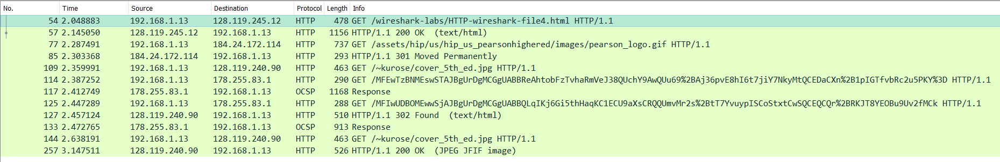 No. Time Source Destination Protocol Length Info
54 2.048883 192.168.1.13 128.119.245.12 HTTP 478 GET /wireshark-labs/HTTP-wireshark-file4.html HTTP/1.1
57 2.145050 128.119.245.12 192.168.1.13 HTTP 1156 HTTP/1.1 200 OK (text/html)
77 2.287491 192.168.1.13 184.24.172.114 HTTP 737 GET /assets/hip/us/hip_us_pearsonhighered/images/pearson_logo.gif HTTP/1.1
85 2.303368 184.24.172.114 192.168.1.13 HTTP 293 HTTP/1.1 301 Moved Permanently
109 2.359991 192.168.1.13 128.119.240.90 HTTP 463 GET /~kurose/cover_5th_ed.jpg HTTP/1.1
114 2.387252 192.168.1.13 178.255.83.1 HTTP 290 GET /MFEwTzBNMEswSTAJBgUrDgMCGgUABBReAhtobFzTvhaRmVeJ38QUchY9AwQUu69%2BAj36pvE8hI6t7jiY7NkyMtQCEDaCXn%2B1pIGTfvbRc2u5PKY%3D HTTP/1.1
117 2.412749 178.255.83.1 192.168.1.13 OCSP 1168 Response
125 2.447289 192.168.1.13 178.255.83.1 HTTP 288 GET /MFIwUDBOMEwwSjAJBgUrDgMCGgUABBQLqIKj6Gi5thHaqKC1ECU9aXsCRQQUmvMr2s%2BtT7YvuypISCoStxtCwSQCEQCQr%2BRKJT8YEOBu9Uv2fMCk HTTP/1.1
127 2.457124 128.119.240.90 192.168.1.13 HTTP 510 HTTP/1.1 302 Found (text/html)
133 2.472765 178.255.83.1 192.168.1.13 OCSP 913 Response
144 2.638191 192.168.1.13 128.119.240.90 HTTP 463 GET /~kurose/cover_5th_ed.jpg HTTP/1.1
257 3.147511 128.119.240.90 192.168.1.13 HTTP 526 HTTP/1.1 200 OK (JPEG JFIF image)